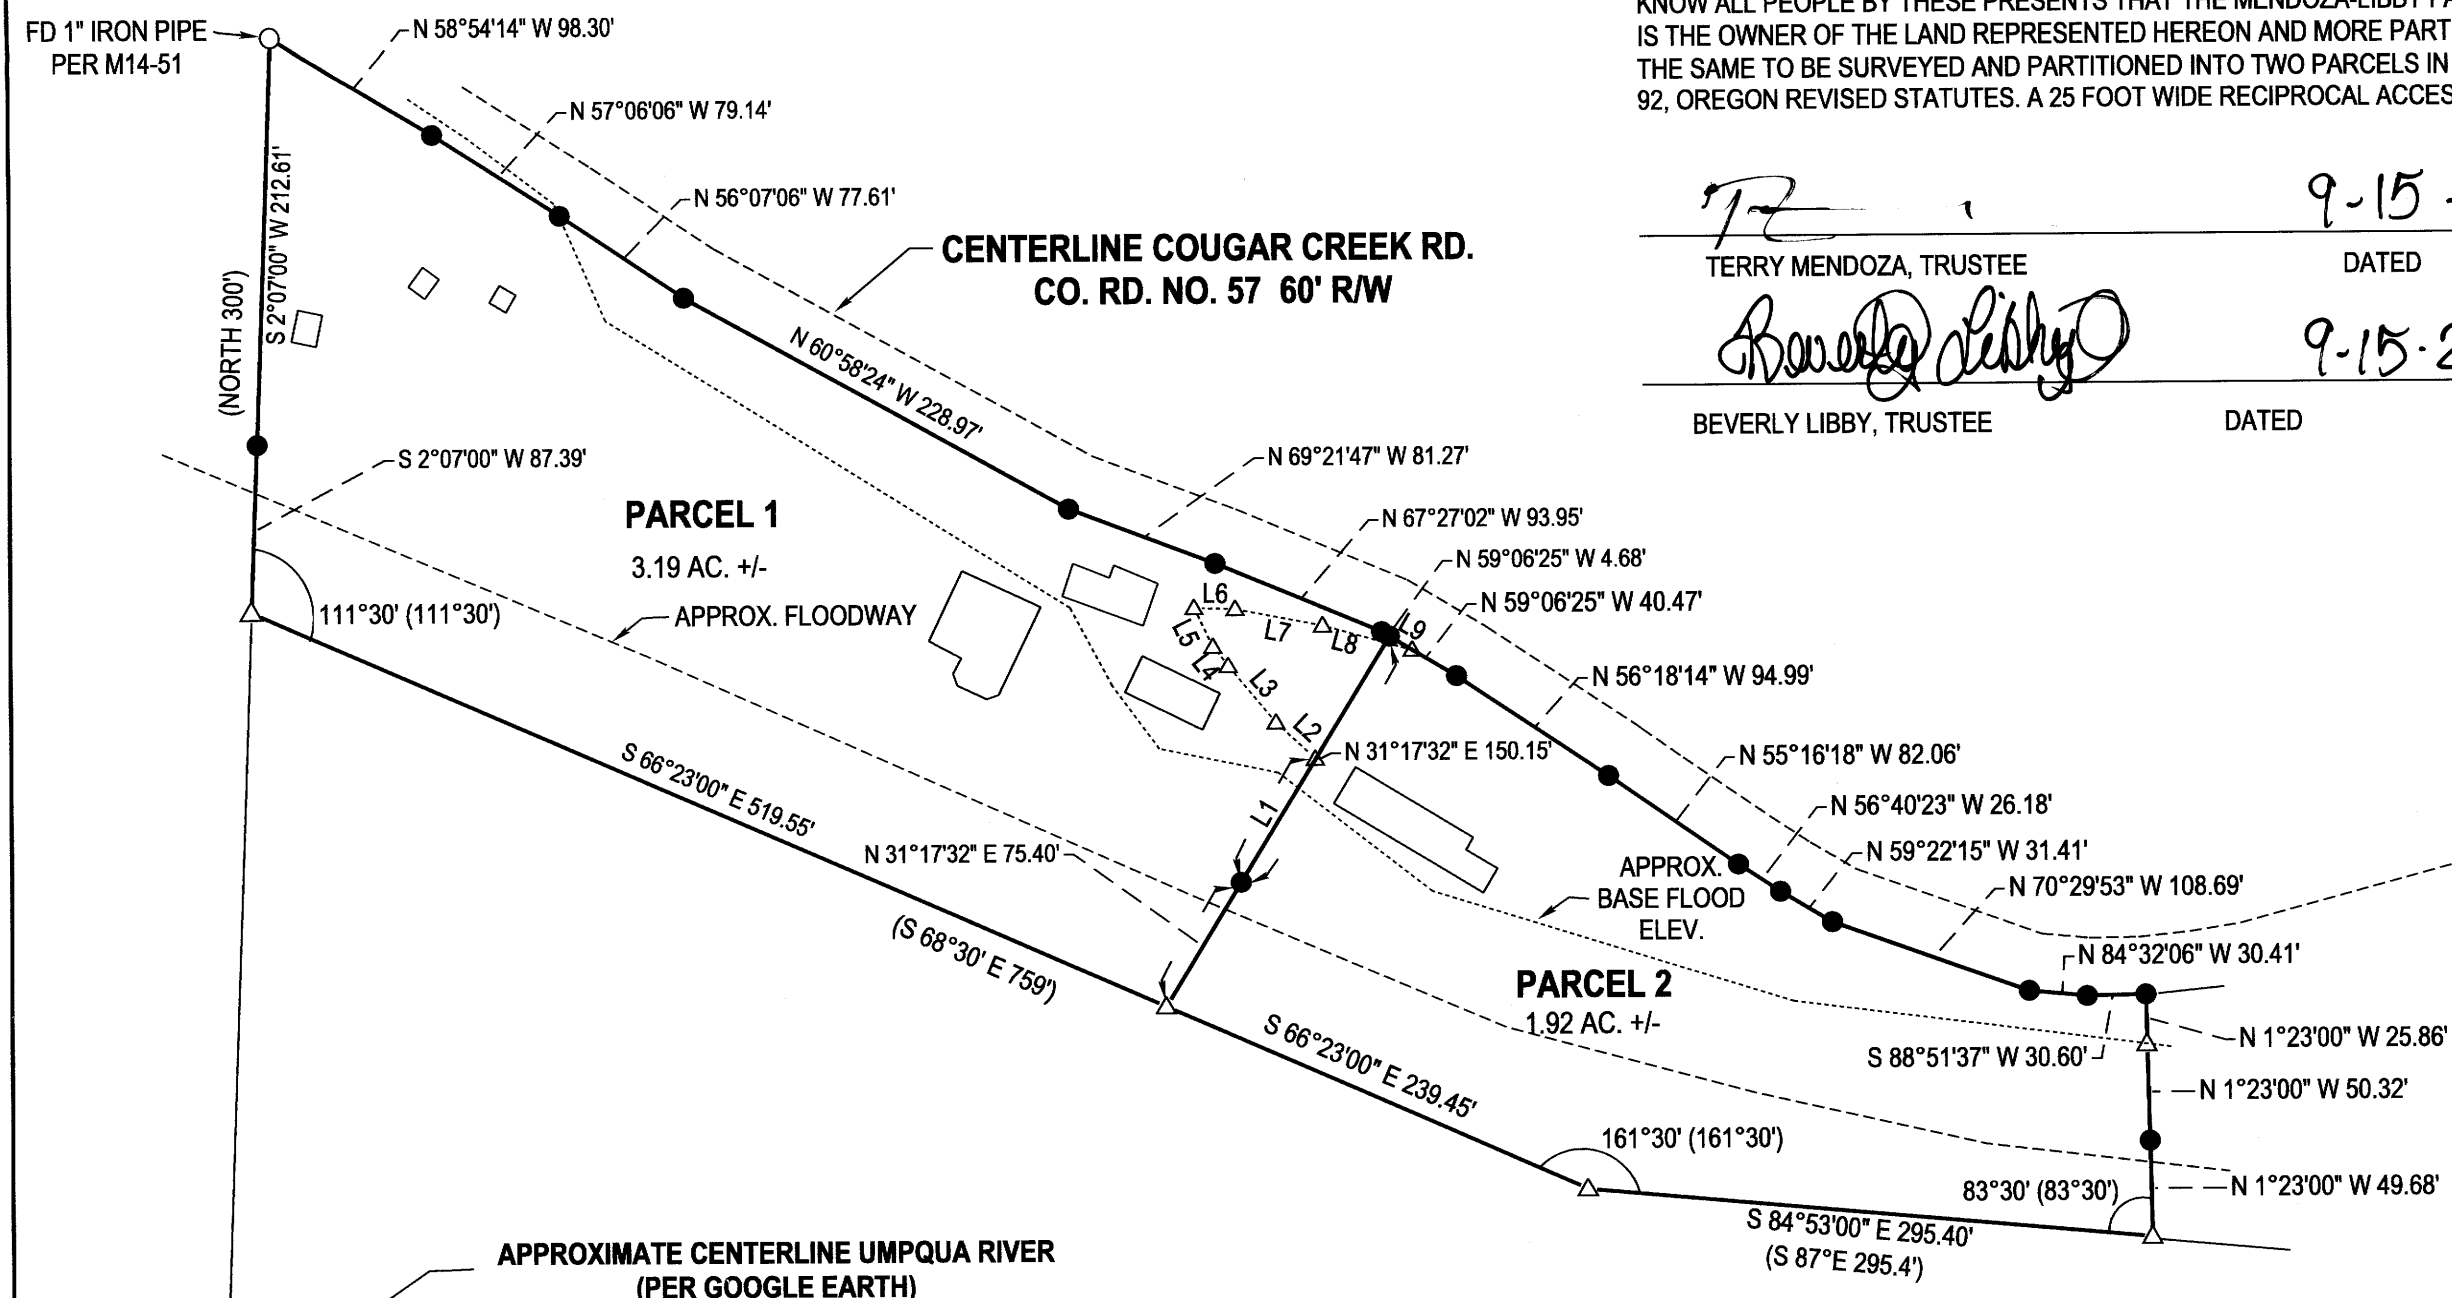 KNOW ALL PEOPLE BY THESE PRESENTS THAT THE MENDOZA-LIBBY
IS THE OWNER OF THE LAND REPRESENTED HEREON AND MORE PART
THE SAME TO BE SURVEYED AND PARTITIONED INTO TWO PARCELS IN
92, OREGON REVISED STATUTES. A 25 FOOT WIDE RECIPROCAL ACCES
9-15-
TERRY MENDOZA, TRUSTEE DATED
Beverly Libby 9-15-2
BEVERLY LIBBY, TRUSTEE DATED
FD 1" IRON PIPE
PER M14-51
N 58°54'14" W 98.30'
N 57°06'06" W 79.14'
N 56°07'06" W 77.61'
CENTERLINE COUGAR CREEK RD.
CO. RD. NO. 57 60' R/W
S 2°07'00" W 212.61'
(NORTH 300')
N 60°58'24" W 228.97'
S 2°07'00" W 87.39'
N 69°21'47" W 81.27'
PARCEL 1
3.19 AC. +/-
N 67°27'02" W 93.95'
N 59°06'25" W 4.68'
N 59°06'25" W 40.47'
111°30' (111°30')
APPROX. FLOODWAY
L6
L7
L8
L9
L5
L4
L3
L2
L1
N 56°18'14" W 94.99'
N 31°17'32" E 150.15'
N 55°16'18" W 82.06'
S 66°23'00" E 519.55'
N 56°40'23" W 26.18'
N 59°22'15" W 31.41'
N 31°17'32" E 75.40'
APPROX.
BASE FLOOD
ELEV.
N 70°29'53" W 108.69'
(S 68°30' E 759')
N 84°32'06" W 30.41'
PARCEL 2
1.92 AC. +/-
S 66°23'00" E 239.45'
S 88°51'37" W 30.60'
N 1°23'00" W 25.86'
N 1°23'00" W 50.32'
161°30' (161°30')
83°30' (83°30')
N 1°23'00" W 49.68'
S 84°53'00" E 295.40'
(S 87°E 295.4')
APPROXIMATE CENTERLINE UMPQUA RIVER
(PER GOOGLE EARTH)